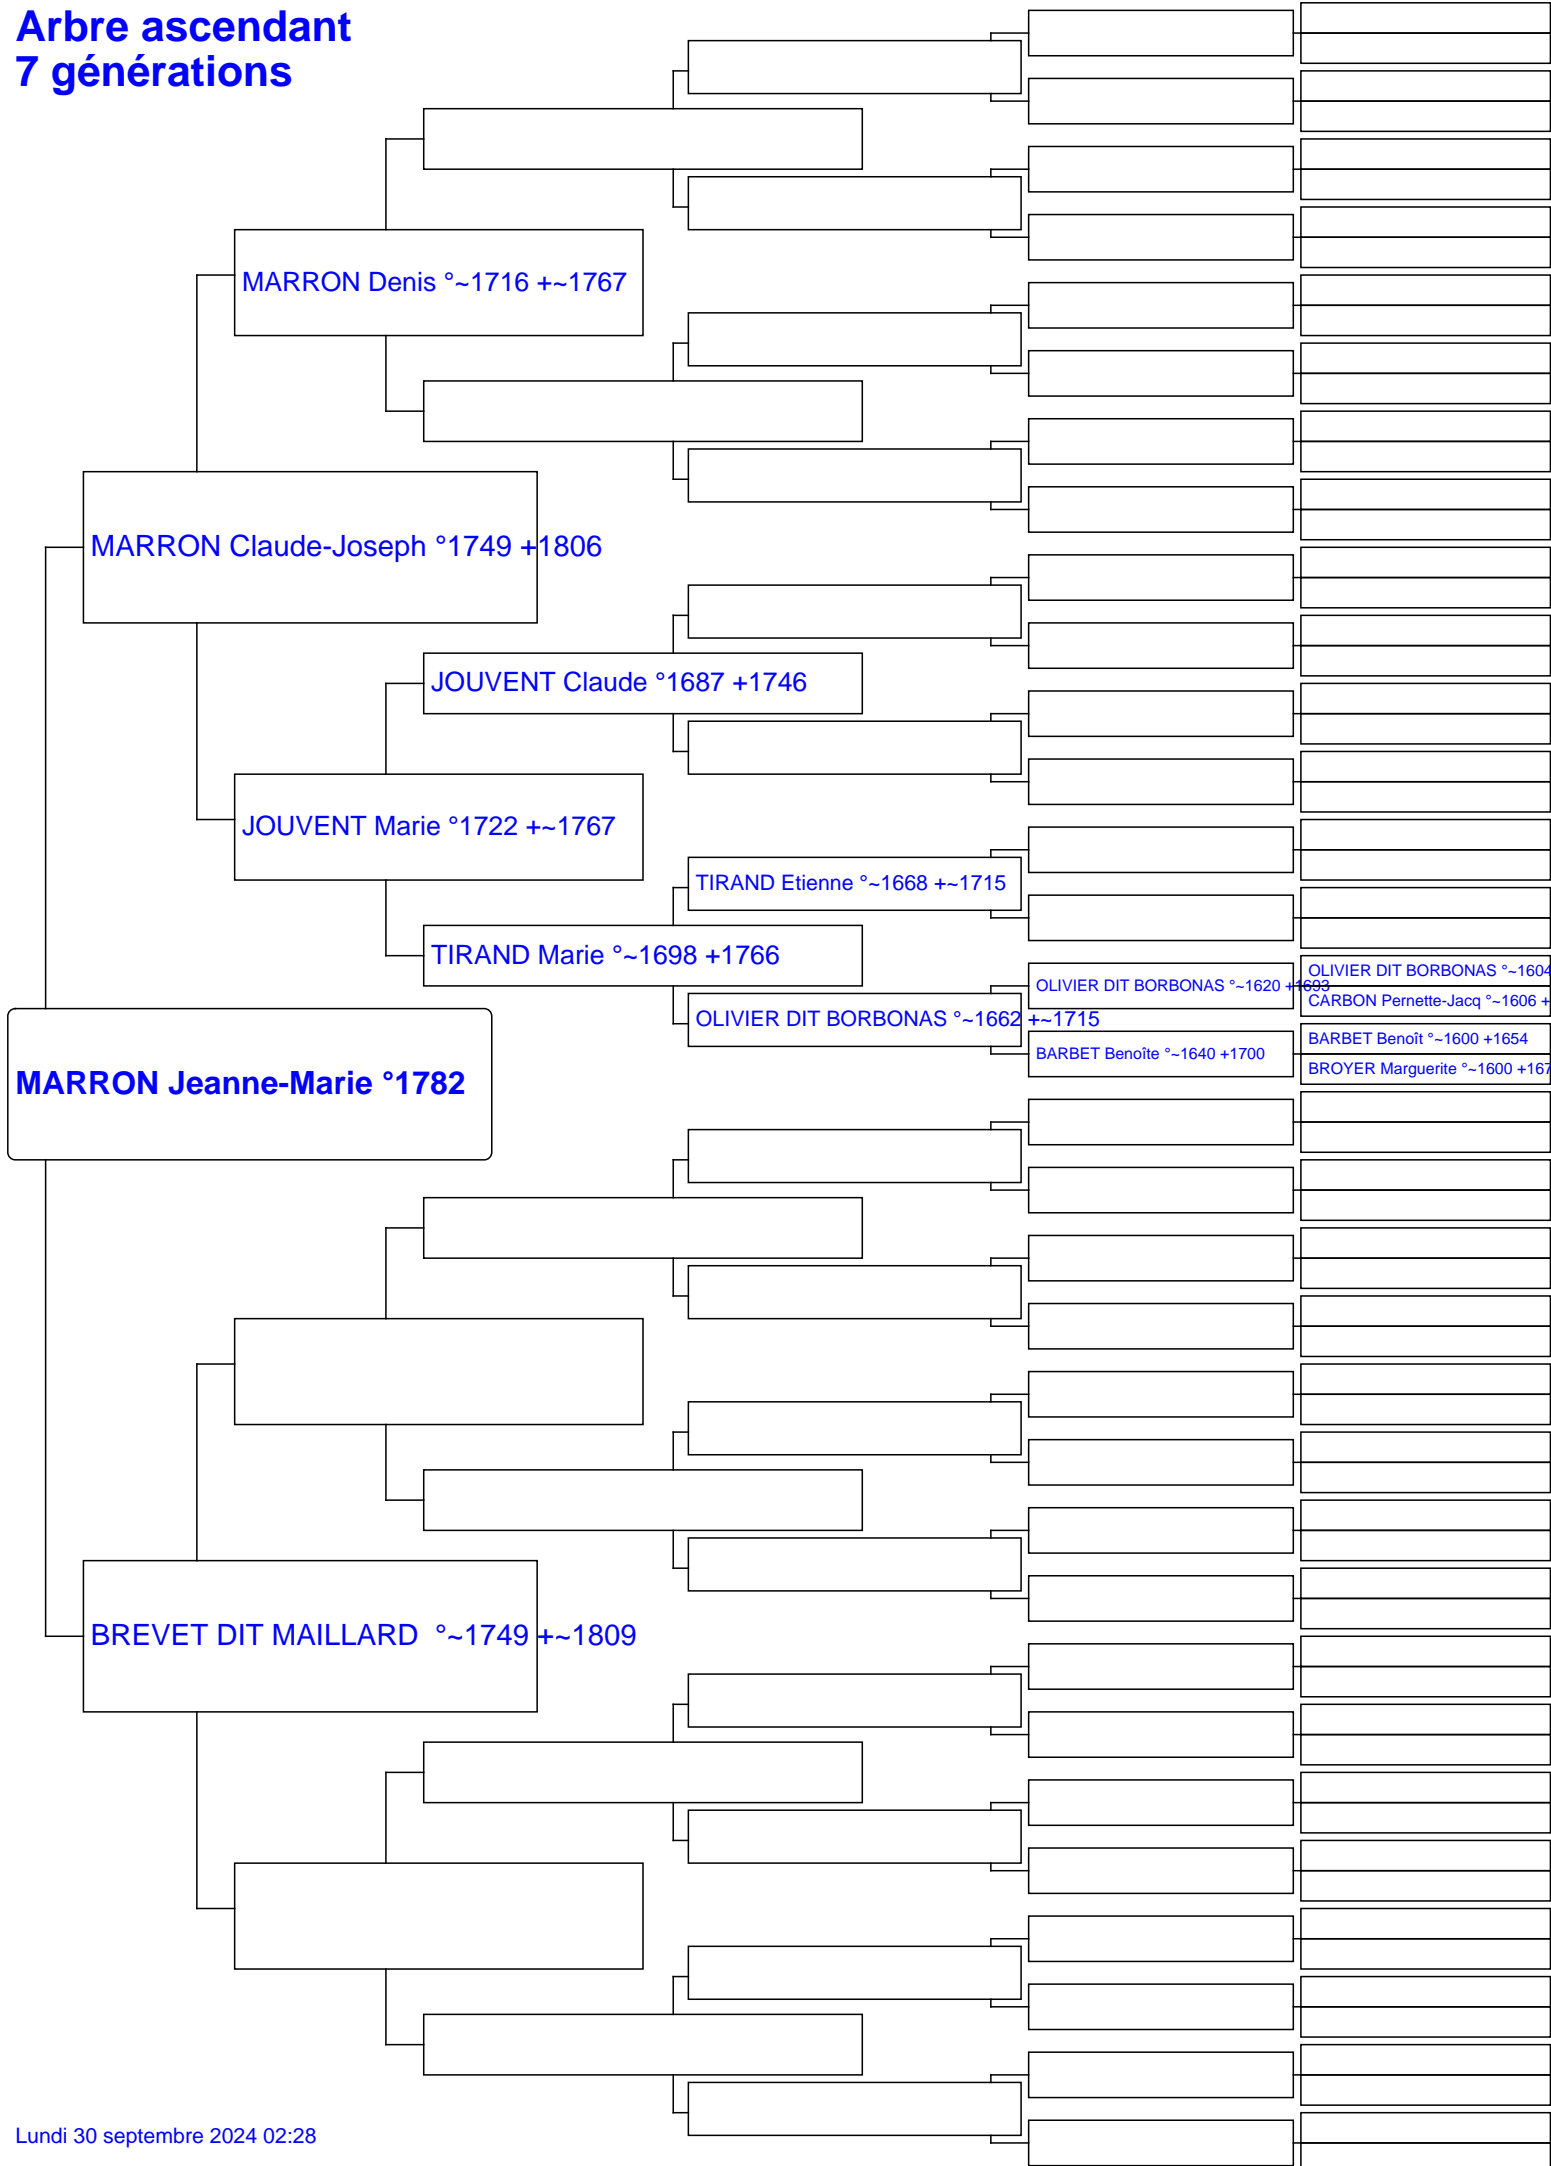 Arbre ascendant
7 générations
MARRON Denis °~1716 +~1767
MARRON Claude-Joseph °1749 +1806
JOUVENT Claude °1687 +1746
JOUVENT Marie °1722 +~1767
TIRAND Etienne °~1668 +~1715
TIRAND Marie °~1698 +1766
OLIVIER DIT BORBONAS °~1604
OLIVIER DIT BORBONAS °~1620 +1693
CARBON Pernette-Jacq °~1606 +
OLIVIER DIT BORBONAS °~1662 +~1715
BARBET Benoît °~1600 +1654
BARBET Benoîte °~1640 +1700
BROYER Marguerite °~1600 +167
MARRON Jeanne-Marie °1782
BREVET DIT MAILLARD °~1749 +~1809
Lundi 30 septembre 2024 02:28